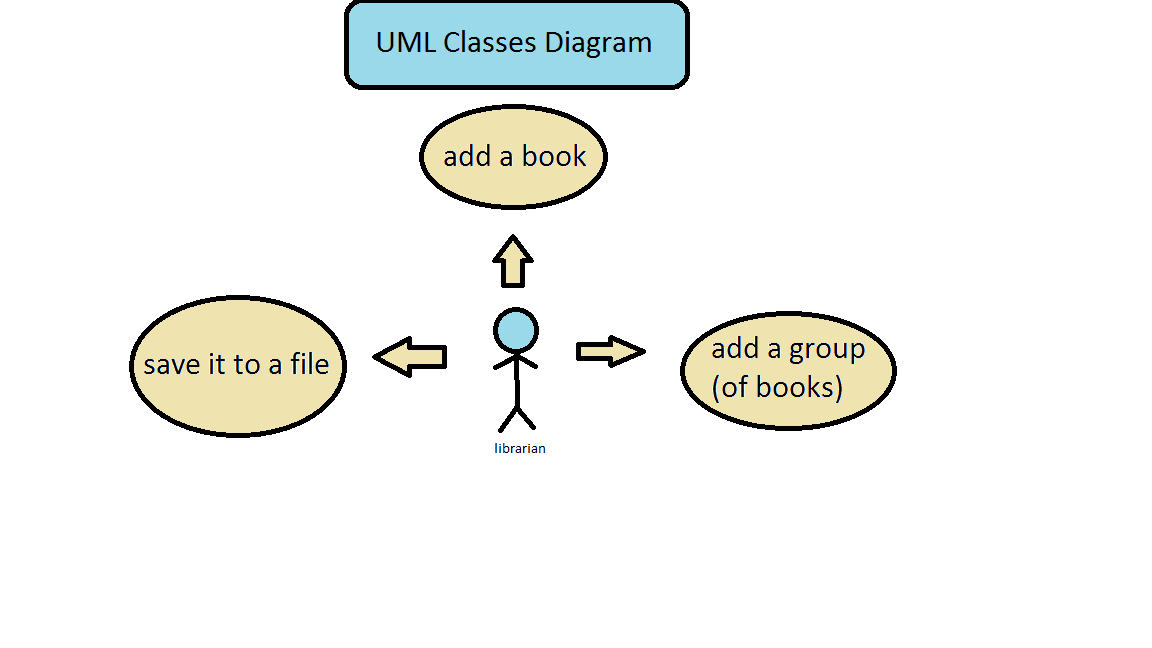 UML Classes Diagram
add a book
save it to a file
add a group
(of books)
librarian